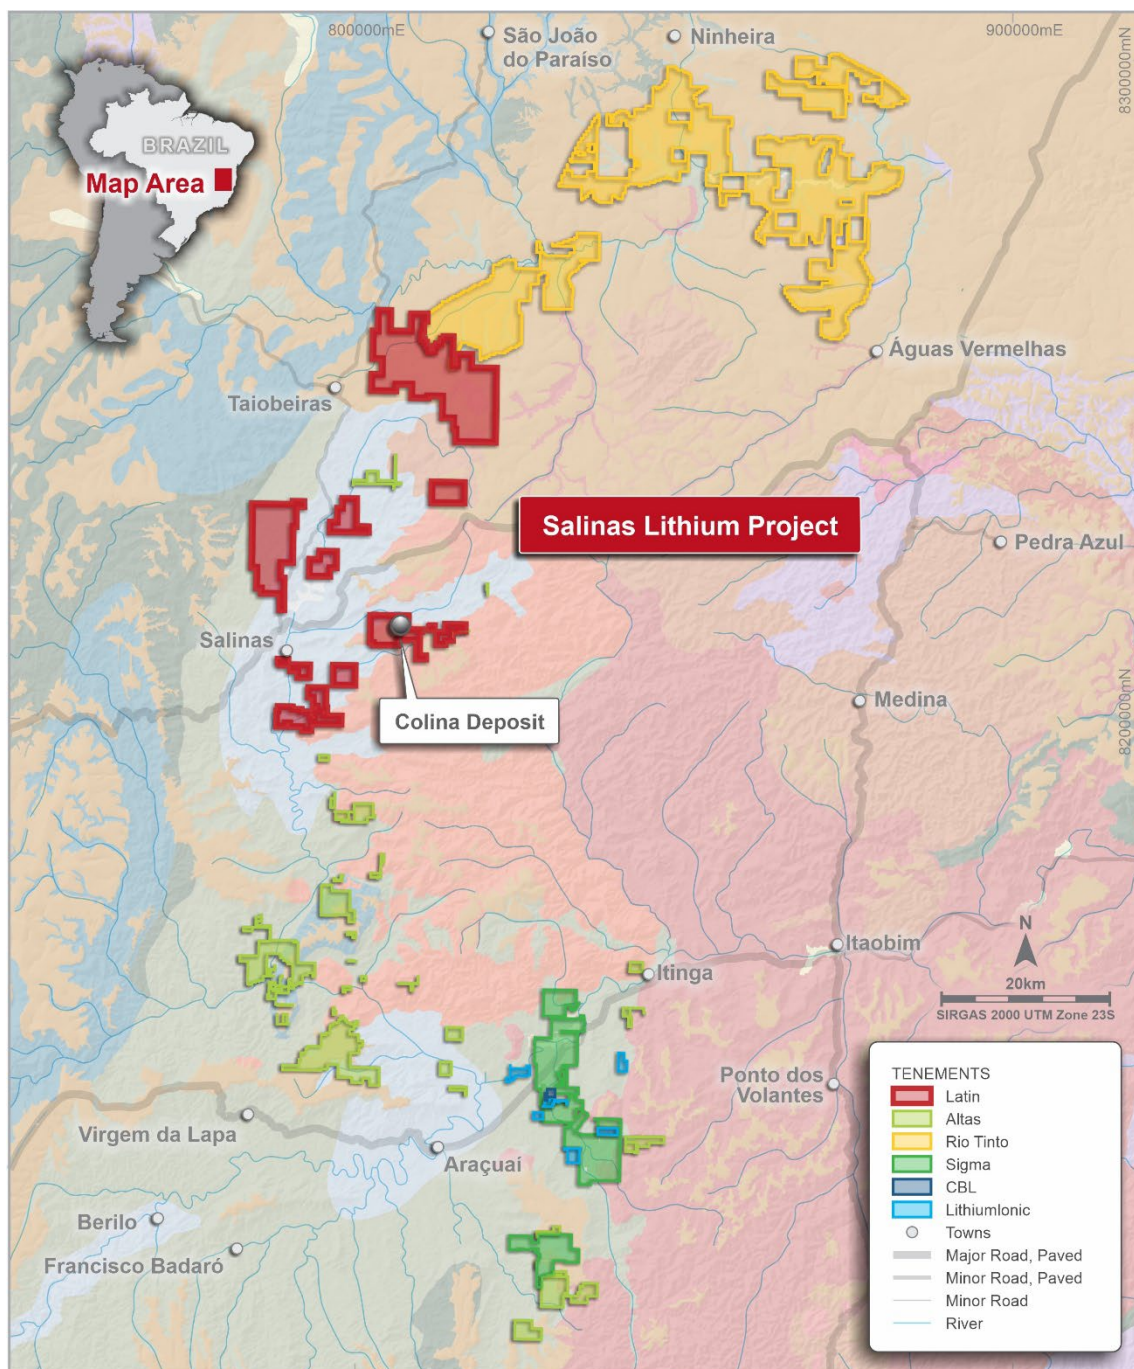 800000mE
900000mE
8300000mN
São João
do Paraíso
Ninheira
BRAZIL
Map Area
Águas Vermelhas
Taiobeiras
Salinas Lithium Project
Pedra Azul
Salinas
Medina
8200000mN
Colina Deposit
Itaobim
N
Itinga
20km
SIRGAS 2000 UTM Zone 23S
Ponto dos
Volantes
Virgem da Lapa
Araçuaí
Berilo
Francisco Badaró
TENEMENTS
Latin
Altas
Rio Tinto
Sigma
CBL
LithiumIonic
Towns
Major Road, Paved
Minor Road, Paved
Minor Road
River